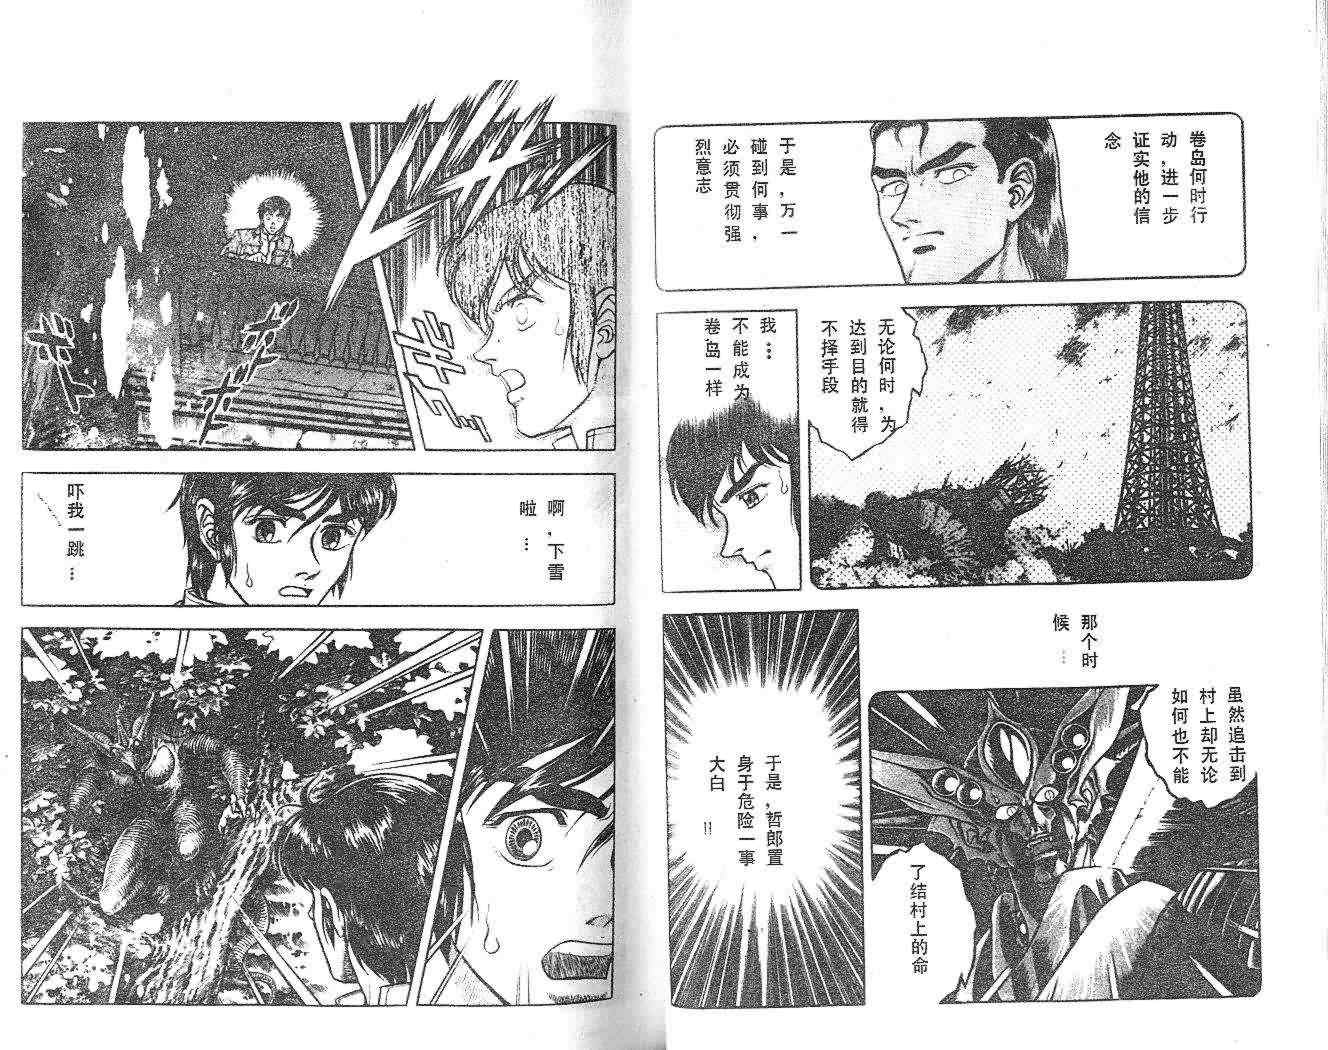 卷岛何时行
动，进一步
证实他的信
念
于是，万一
碰到何事，
必须贯彻强
烈意志
无论何时，为
达到目的就得
不择手段
我…
不能成为
卷岛一样
那个时
候…
虽然追击到
村上却无论
如何也不能
了结村上的命
于是，哲郎置
身于危险一事
大白
!!
啊，下雪
啦…
吓我一跳…